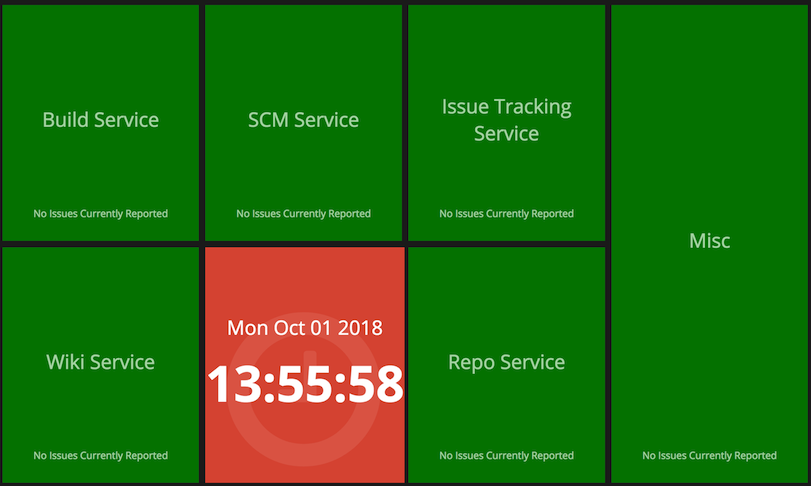 Build Service
No Issues Currently Reported
SCM Service
No Issues Currently Reported
Issue Tracking
Service
No Issues Currently Reported
Misc
No Issues Currently Reported
Wiki Service
No Issues Currently Reported
Mon Oct 01 2018
13:55:58
Repo Service
No Issues Currently Reported